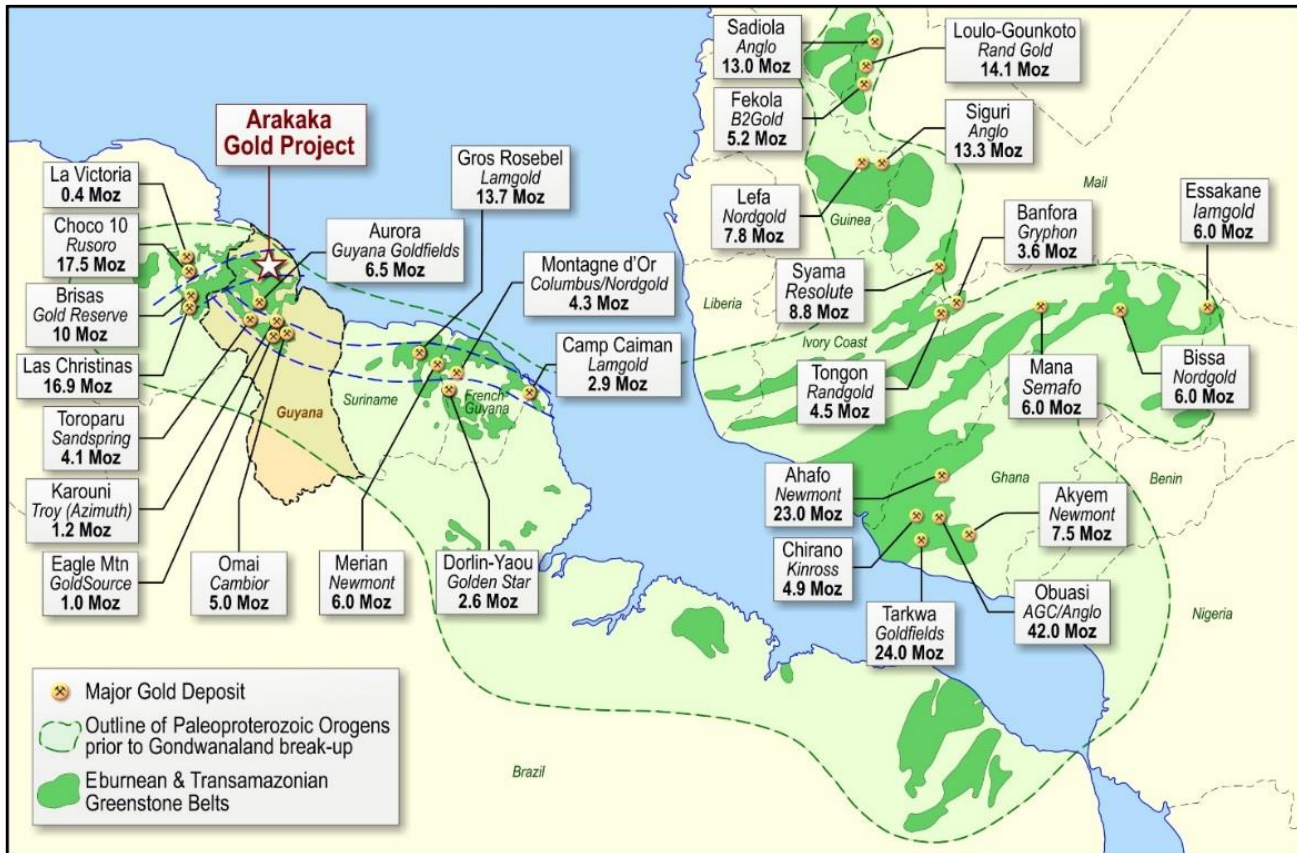 Arakaka
Gold Project
La Victoria
0.4 Moz
Choco 10
Rusoro
17.5 Moz
Brisas
Gold Reserve
10 Moz
Las Christinas
16.9 Moz
Toroparu
Sandspring
4.1 Moz
Karouni
Troy (Azimuth)
1.2 Moz
Eagle Mtn
GoldSource
1.0 Moz
Omai
Cambior
5.0 Moz
Aurora
Guyana Goldfields
6.5 Moz
Gros Rosebel
Lamgold
13.7 Moz
Montagne d'Or
Columbus/Nordgold
4.3 Moz
Camp Caiman
Lamgold
2.9 Moz
Merian
Newmont
6.0 Moz
Dorlin-Yaou
Golden Star
2.6 Moz
Guyana
Suriname
French
Guyana
Brazil
Sadiola
Anglo
13.0 Moz
Loulo-Gounkoto
Rand Gold
14.1 Moz
Fekola
B2Gold
5.2 Moz
Siguri
Anglo
13.3 Moz
Lefa
Nordgold
7.8 Moz
Guinea
Mail
Banfora
Gryphon
3.6 Moz
Essakane
Iamgold
6.0 Moz
Syama
Resolute
8.8 Moz
Liberia
Ivory Coast
Tongon
Randgold
4.5 Moz
Mana
Semafo
6.0 Moz
Bissa
Nordgold
6.0 Moz
Ahafo
Newmont
23.0 Moz
Ghana
Benin
Akyem
Newmont
7.5 Moz
Chirano
Kinross
4.9 Moz
Tarkwa
Goldfields
24.0 Moz
Obuasi
AGC/Anglo
42.0 Moz
Nigeria
Major Gold Deposit
Outline of Paleoproterozoic Orogens
prior to Gondwanaland break-up
Eburnean & Transamazonian
Greenstone Belts